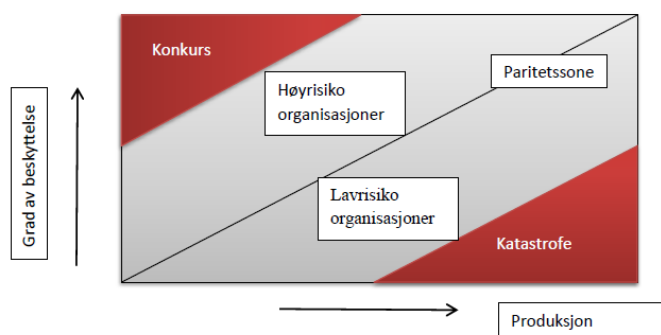 Konkurs
Paritetssone
Høyrisiko
organisasjoner
Grad av beskyttelse
Lavrisiko
organisasjoner
Katastrofe
Produksjon